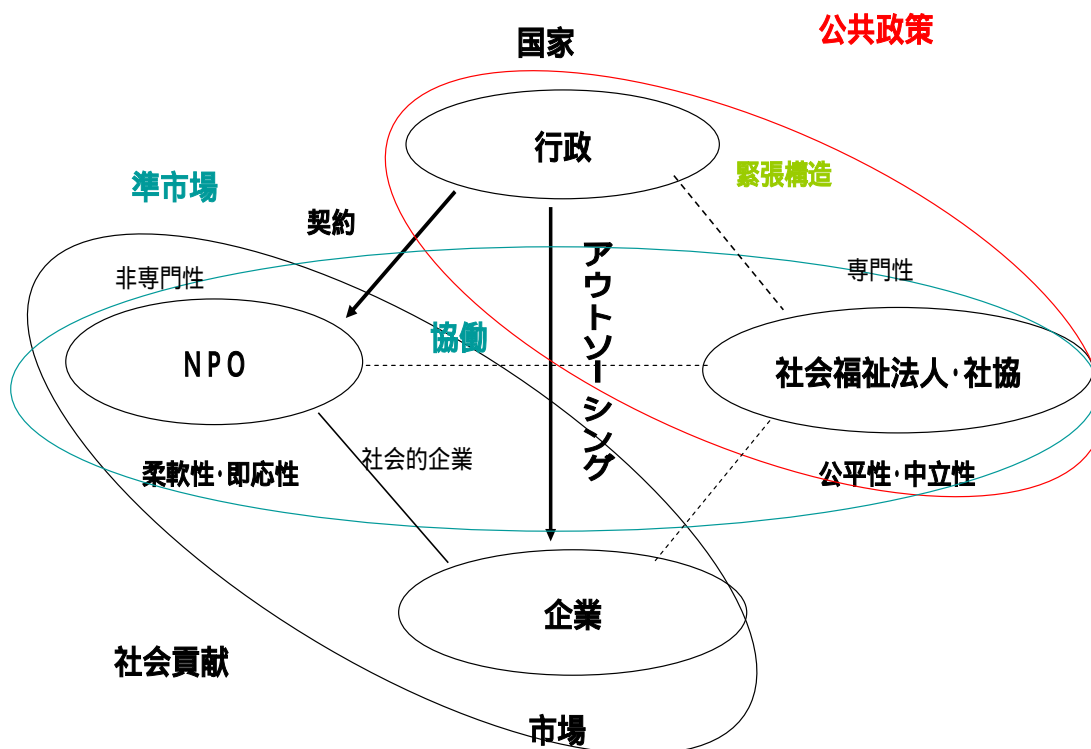 公共政策
国家
行政
緊張構造
準市場
契約
アウトソーシング
非専門性
専門性
協働
NPO
社会福祉法人・社協
社会的企業
柔軟性・即応性
公平性・中立性
企業
社会貢献
市場